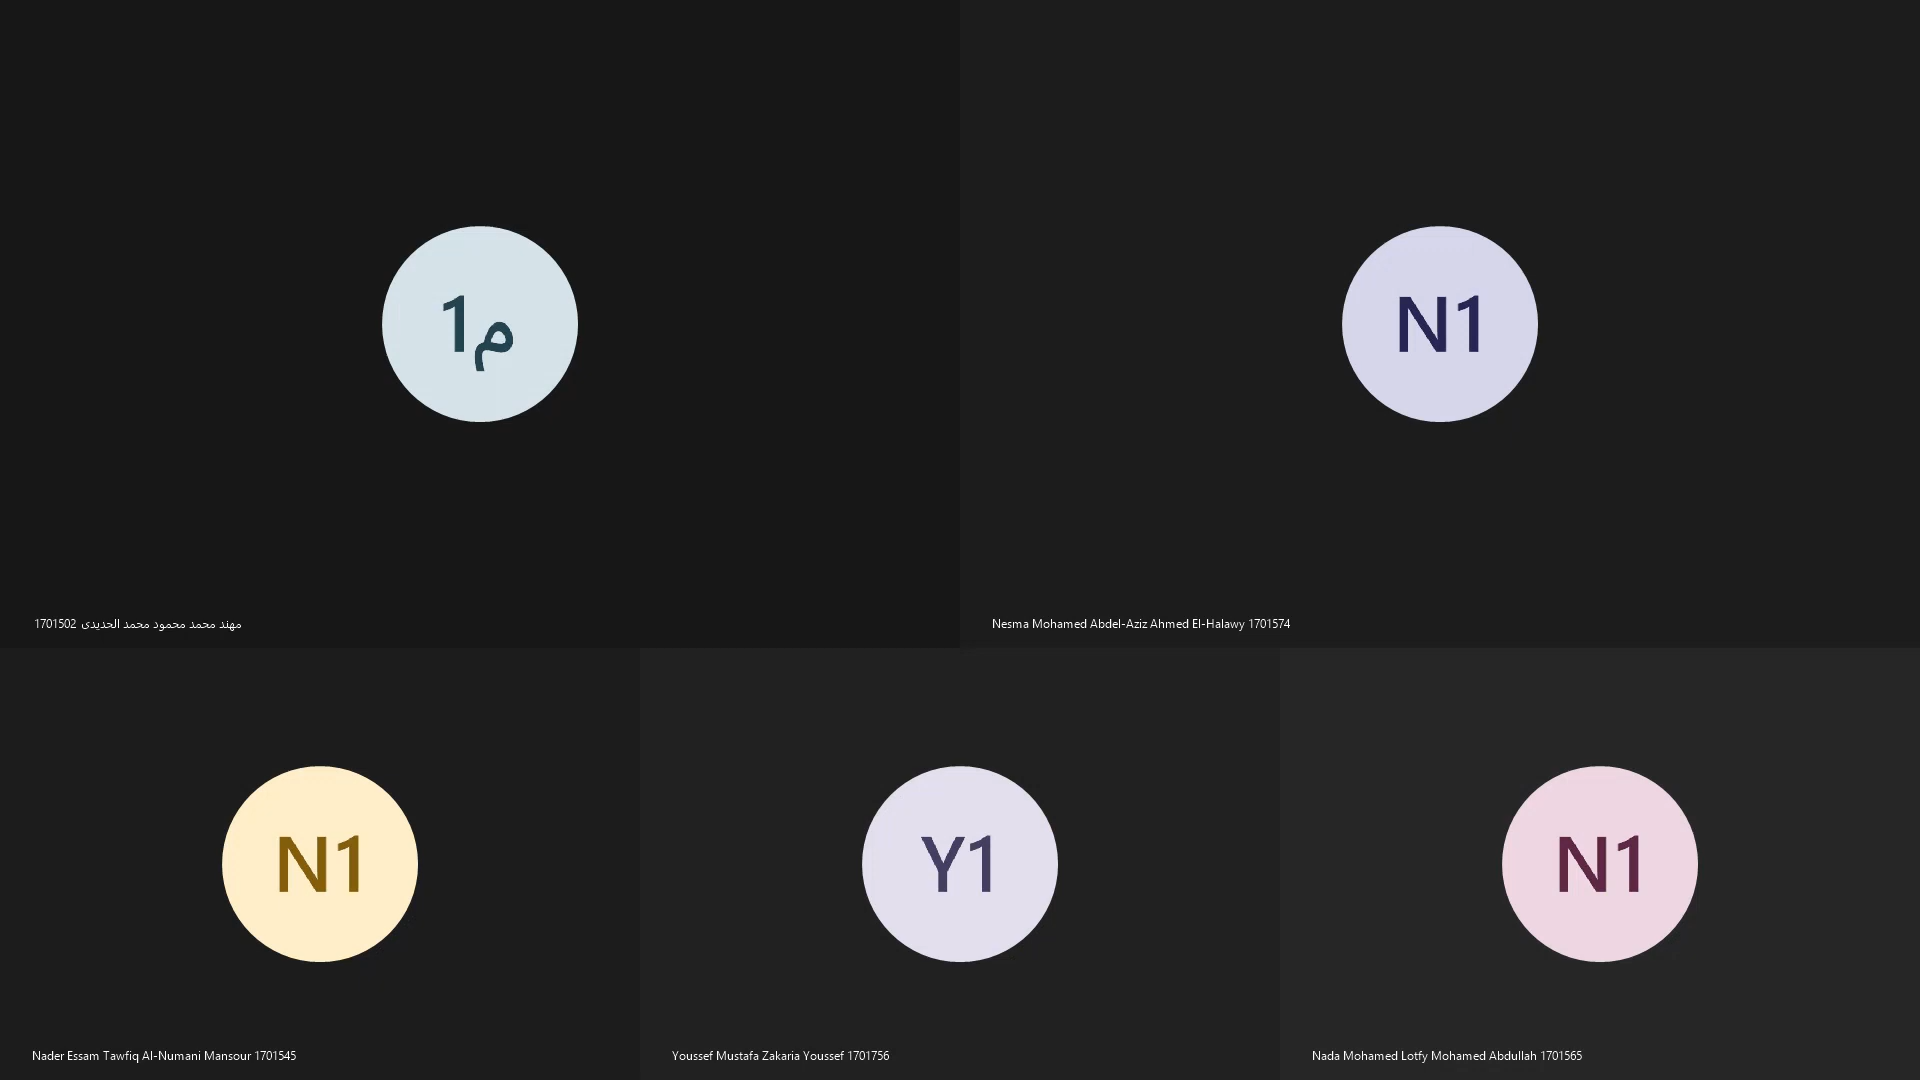 م1
N1
مهند محمد محمود محمد الحديدى 1701502
Nesma Mohamed Abdel-Aziz Ahmed El-Halawy 1701574
N1
Y1
N1
Nader Essam Tawfiq Al-Numani Mansour 1701545
Youssef Mustafa Zakaria Youssef 1701756
Nada Mohamed Lotfy Mohamed Abdullah 1701565